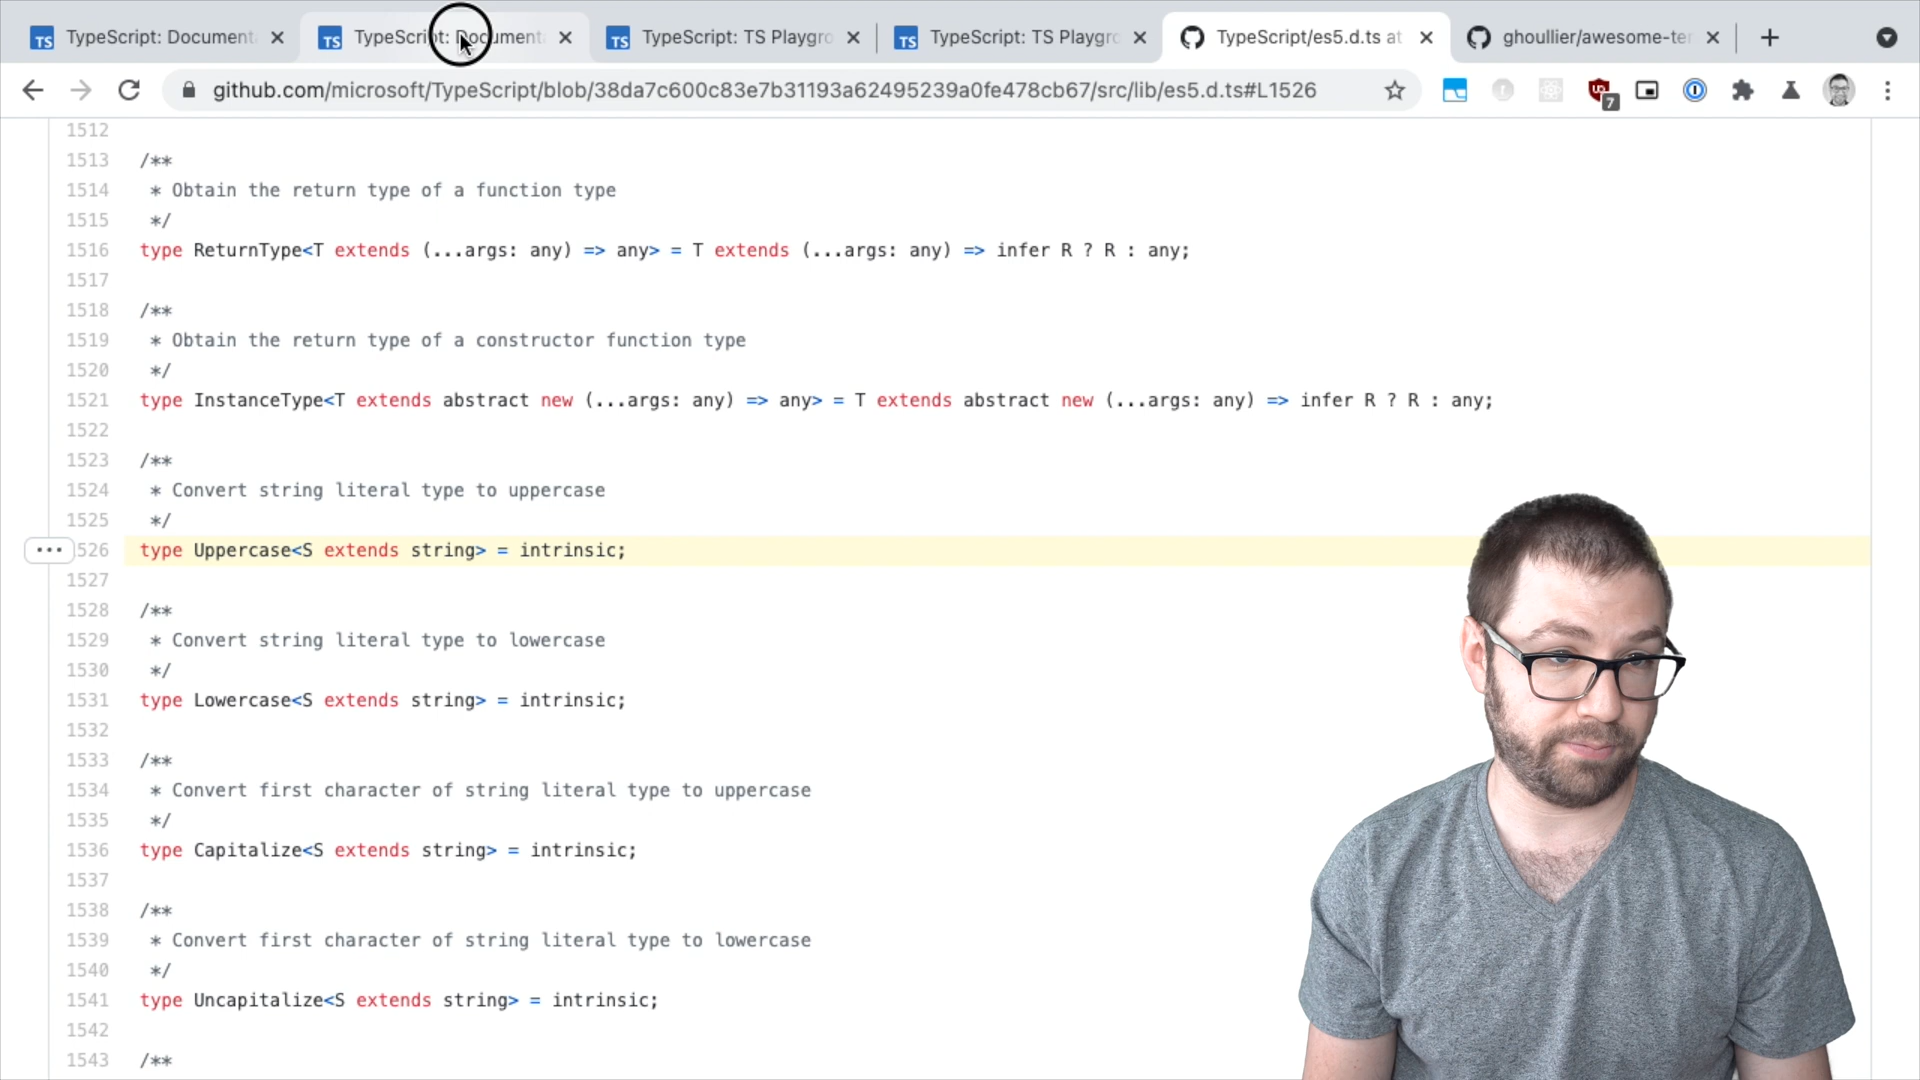 TS TypeScript: Document
TS TypeScript: Document
TS TypeScript: TS Playgro
TS TypeScript: TS Playgro
TypeScript/es5.d.ts at
ghoullier/awesome-te
github.com/microsoft/TypeScript/blob/38da7c600c83e7b31193a62495239a0fe478cb67/src/lib/es5.d.ts#L1526
7
1512
1513 /**
1514 * Obtain the return type of a function type
1515 */
1516 type ReturnType<T extends (...args: any) => any> = T extends (...args: any) => infer R ? R : any;
1517
1518 /**
1519 * Obtain the return type of a constructor function type
1520 */
1521 type InstanceType<T extends abstract new (...args: any) => any> = T extends abstract new (...args: any) => infer R ? R : any;
1522
1523 /**
1524 * Convert string literal type to uppercase
1525 */
... 526 type Uppercase<S extends string> = intrinsic;
1527
1528 /**
1529 * Convert string literal type to lowercase
1530 */
1531 type Lowercase<S extends string> = intrinsic;
1532
1533 /**
1534 * Convert first character of string literal type to uppercase
1535 */
1536 type Capitalize<S extends string> = intrinsic;
1537
1538 /**
1539 * Convert first character of string literal type to lowercase
1540 */
1541 type Uncapitalize<S extends string> = intrinsic;
1542
1543 /**